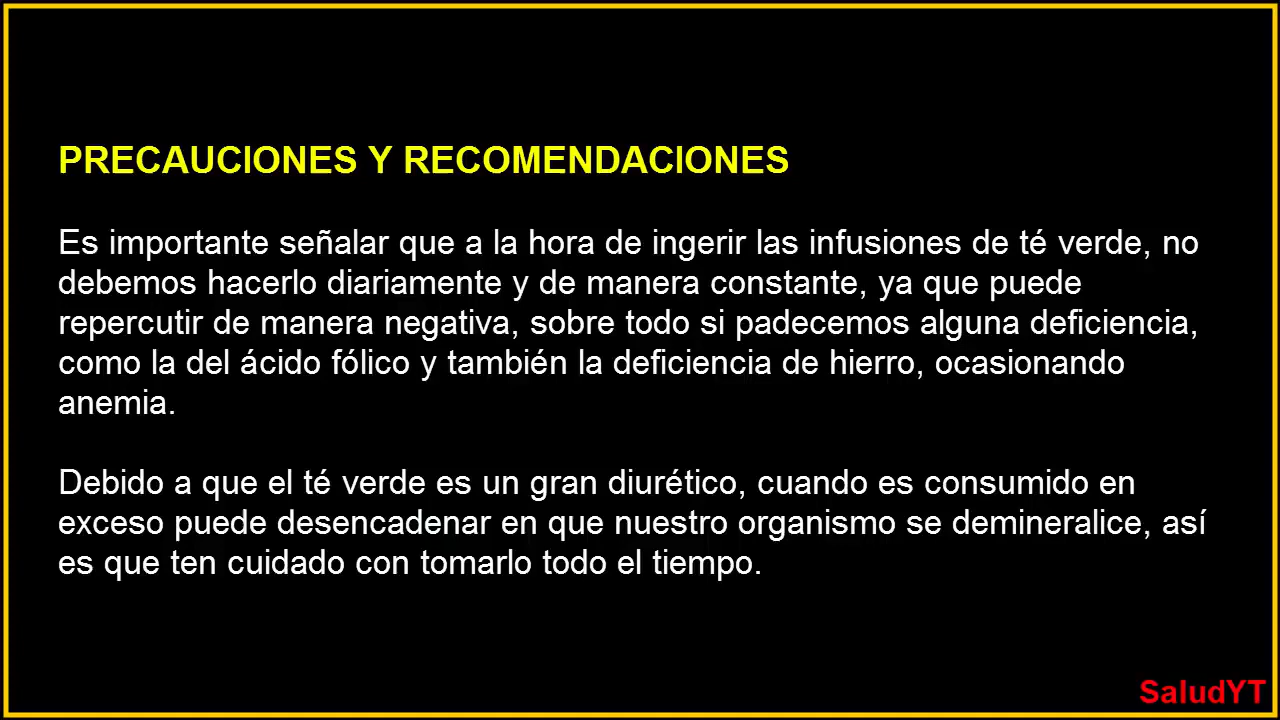 PRECAUCIONES Y RECOMENDACIONES
Es importante señalar que a la hora de ingerir las infusiones de té verde, no
debemos hacerlo diariamente y de manera constante, ya que puede
repercutir de manera negativa, sobre todo si padecemos alguna deficiencia,
como la del ácido fólico y también la deficiencia de hierro, ocasionando
anemia.
Debido a que el té verde es un gran diurético, cuando es consumido en
exceso puede desencadenar en que nuestro organismo se demineralice, así
es que ten cuidado con tomarlo todo el tiempo.
SaludYT